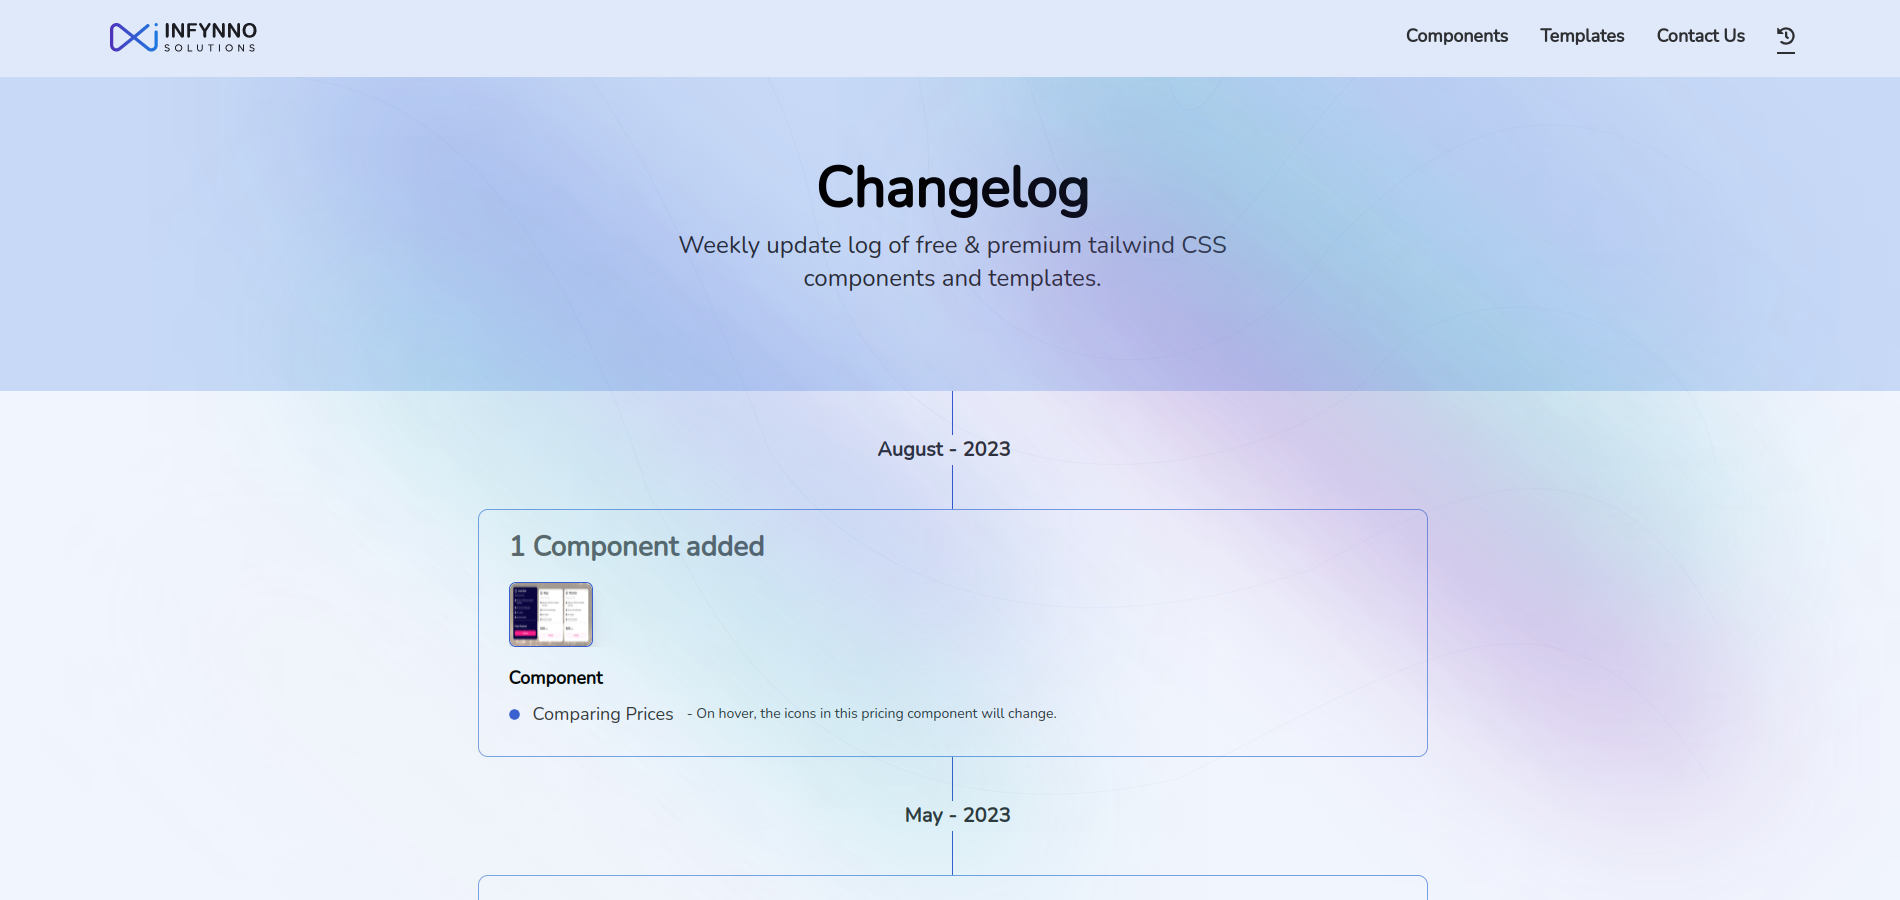 INFYNNO
SOLUTIONS
Components
Templates
Contact Us
Changelog
Weekly update log of free & premium tailwind CSS
components and templates.
August - 2023
1 Component added
Component
Comparing Prices - On hover, the icons in this pricing component will change.
May - 2023